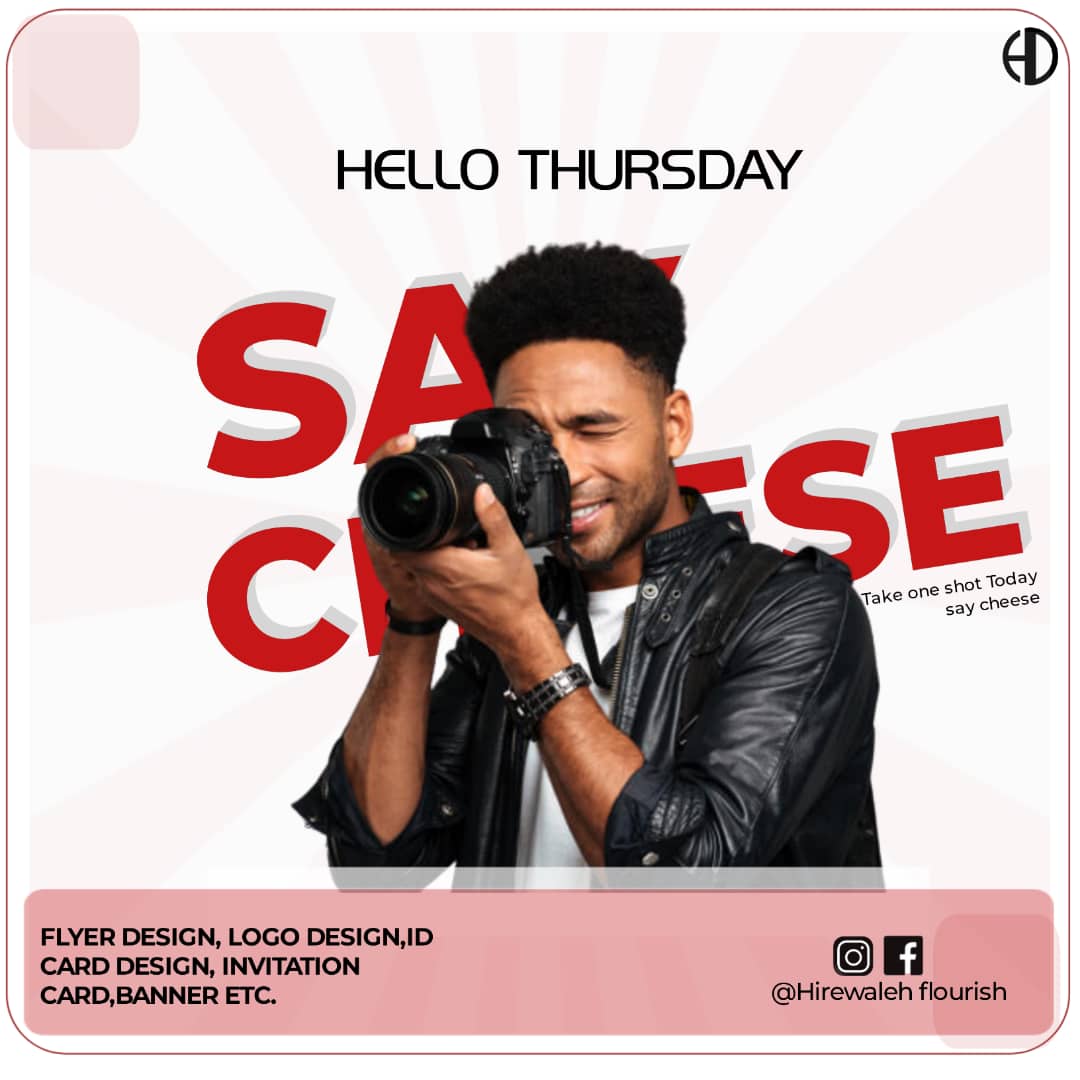 HD
HELLO THURSDAY
SAY
CHEESE
Take one shot Today
say cheese
FLYER DESIGN, LOGO DESIGN,ID
CARD DESIGN, INVITATION
CARD,BANNER ETC.
@Hirewaleh flourish